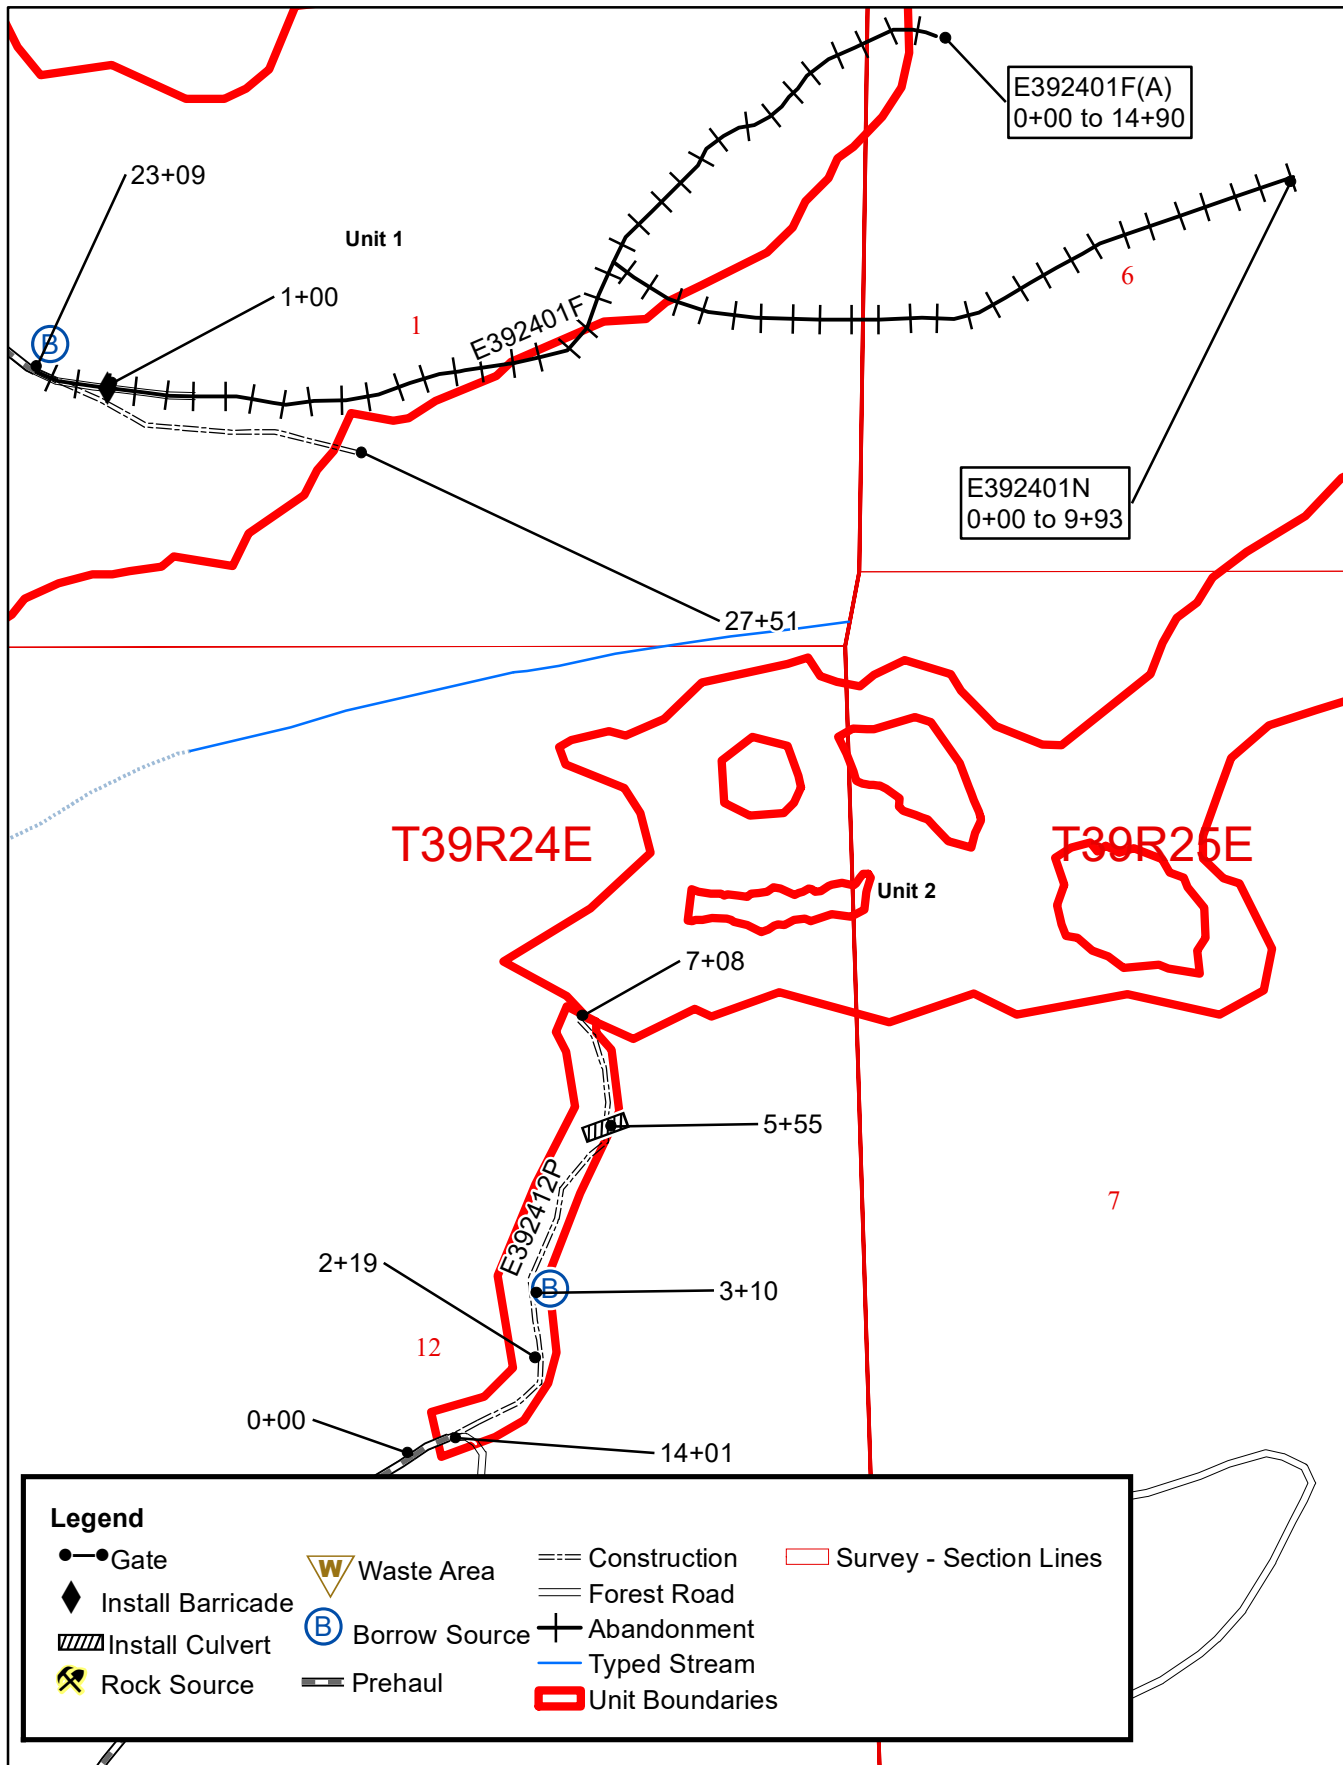 E392401F(A)
0+00 to 14+90
23+09
Unit 1
6
1+00
1
E392401F
B
E392401N
0+00 to 9+93
27+51
T39R24E
T39R25E
Unit 2
7+08
5+55
E392412P
7
2+19
B
3+10
12
0+00
14+01
Legend
Gate
Install Barricade
Install Culvert
Rock Source
W Waste Area
B Borrow Source
Prehaul
Construction
Forest Road
Abandonment
Typed Stream
Unit Boundaries
Survey - Section Lines